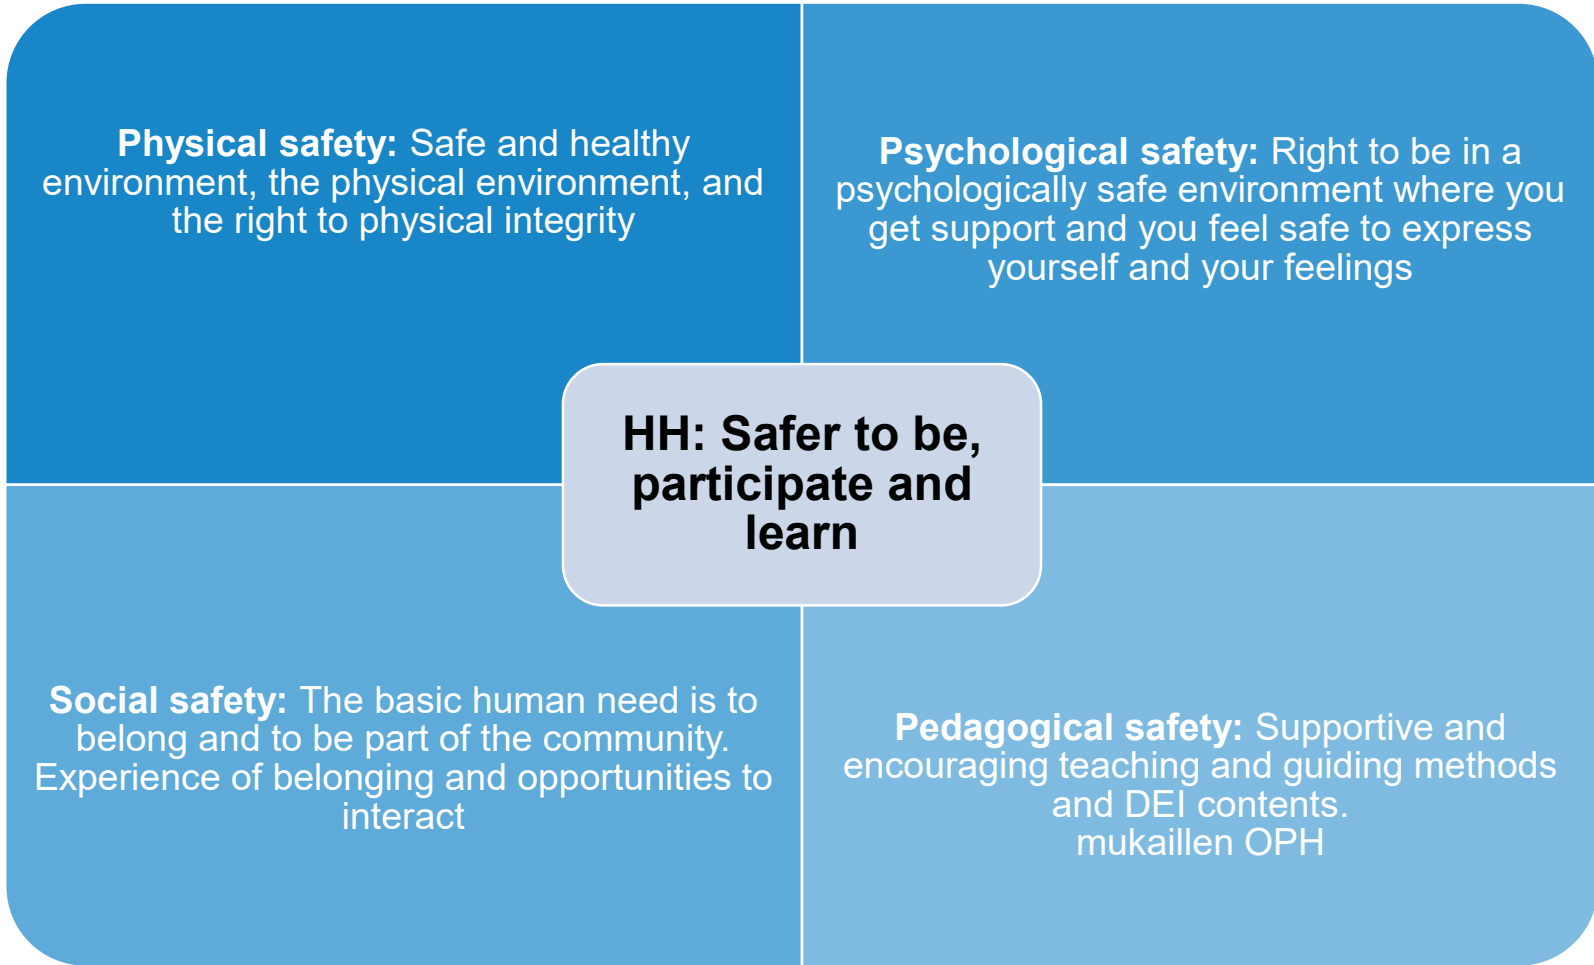 Physical safety: Safe and healthy
environment, the physical environment, and
the right to physical integrity
Psychological safety: Right to be in a
psychologically safe environment where you
get support and you feel safe to express
yourself and your feelings
HH: Safer to be,
participate and
learn
Social safety: The basic human need is to
belong and to be part of the community.
Experience of belonging and opportunities to
interact
Pedagogical safety: Supportive and
encouraging teaching and guiding methods
and DEI contents.
mukaillen OPH